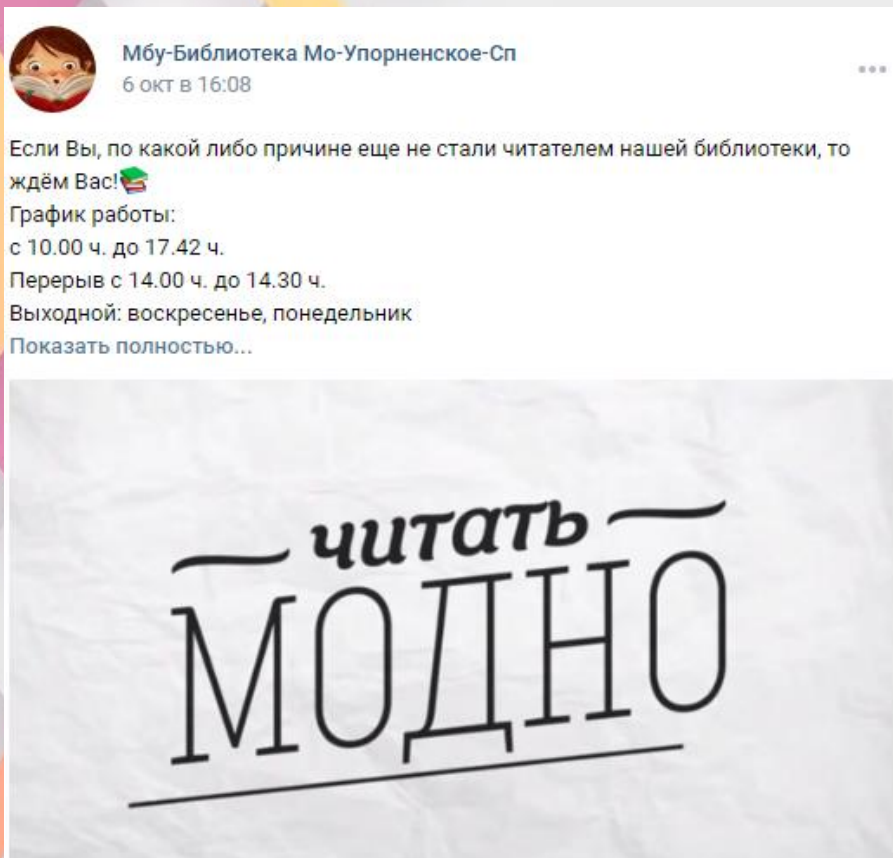 Мбу-Библиотека Мо-Упорненское-Сп
6 окт в 16:08
Если Вы, по какой либо причине еще не стали читателем нашей библиотеки, то
ждём Вас!📚
График работы:
с 10.00 ч. до 17.42 ч.
Перерыв с 14.00 ч. до 14.30 ч.
Выходной: воскресенье, понедельник
Показать полностью...
читать
МОДНО